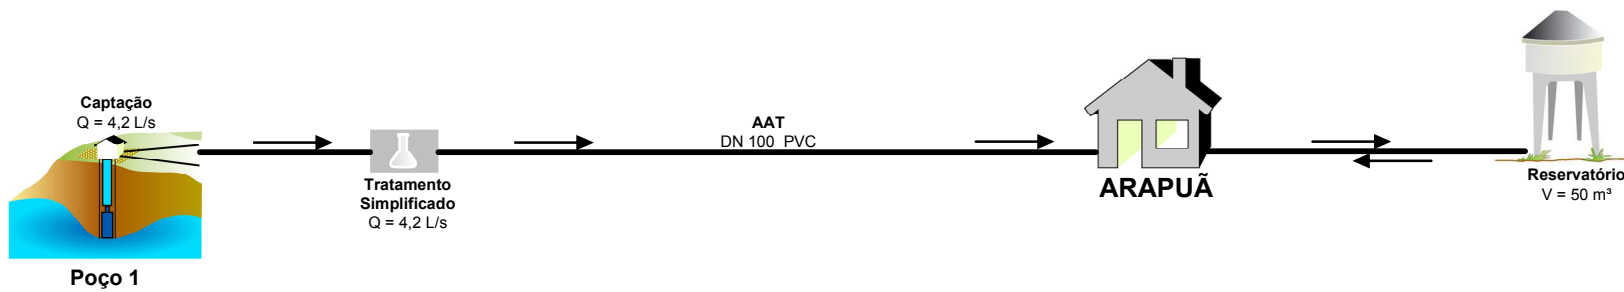 Captação
Q = 4,2 L/s
Poço 1
Tratamento
Simplificado
Q = 4,2 L/s
AAT
DN 100 PVC
ARAPUÃ
Reservatório
V = 50 m³